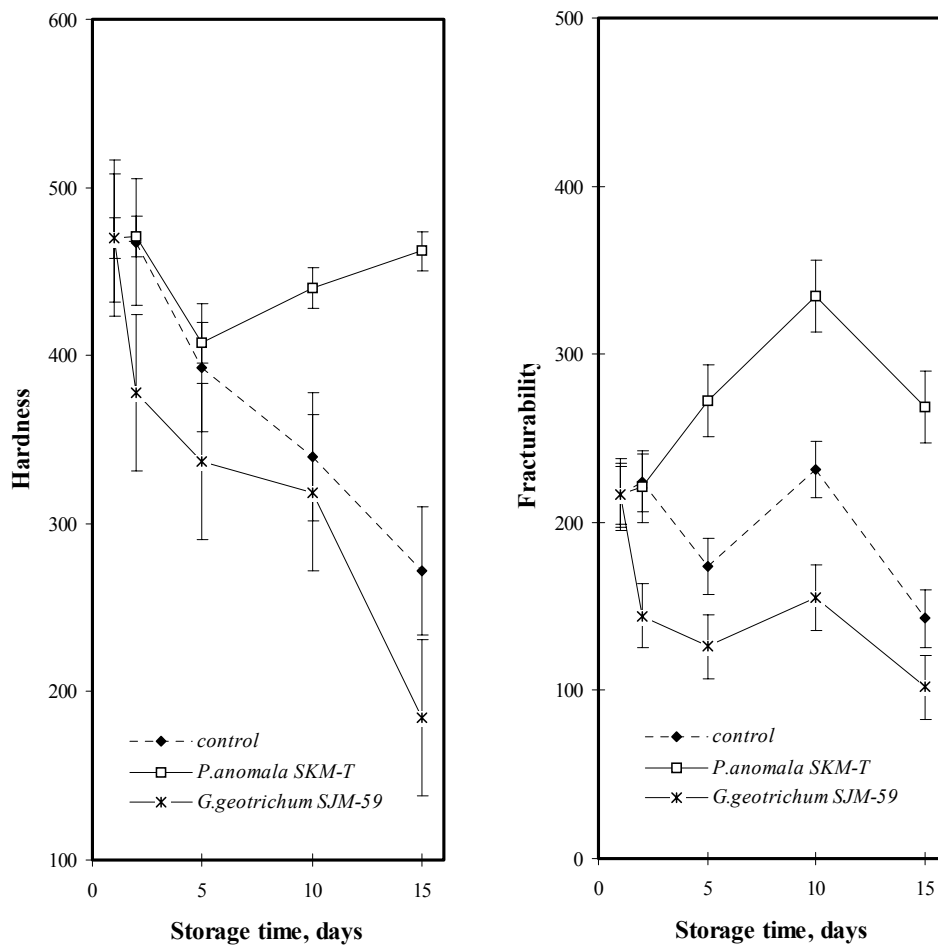 600
500
400
300
200
100
Hardness
control
P.anomala SKM-T
G.geotrichum SJM-59
0 5 10 15
Storage time, days
500
400
300
200
100
0
Fracturability
control
P.anomala SKM-T
G.geotrichum SJM-59
0 5 10 15
Storage time, days